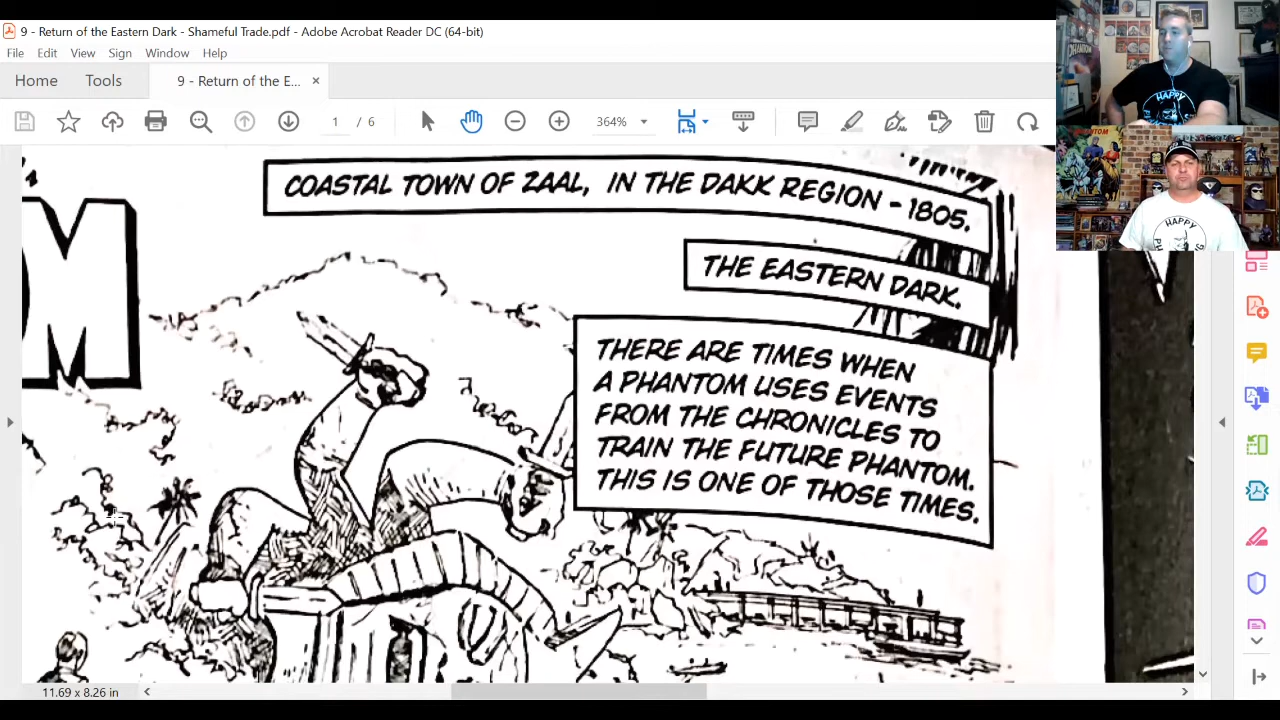 9 - Return of the Eastern Dark - Shameful Trade.pdf - Adobe Acrobat Reader DC (64-bit)
File Edit View Sign Window Help
Home Tools 9 - Return of the E... ×
1 / 6 364%
COASTAL TOWN OF ZAAL, IN THE DAKK REGION - 1805.
THE EASTERN DARK.
THERE ARE TIMES WHEN
A PHANTOM USES EVENTS
FROM THE CHRONICLES TO
TRAIN THE FUTURE PHANTOM.
THIS IS ONE OF THOSE TIMES.
M
11.69 x 8.26 in
HAPPY
HAPPY